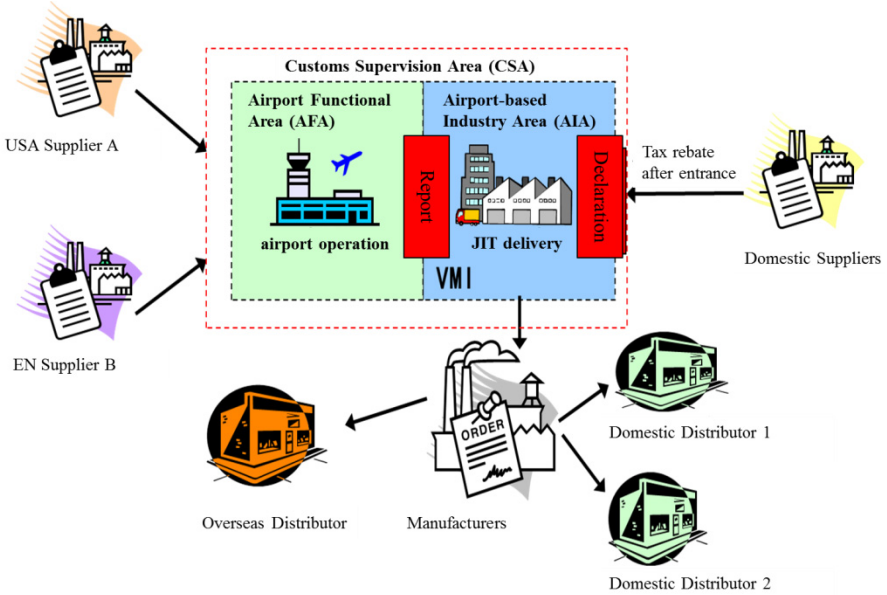 Customs Supervision Area (CSA)
Airport Functional
Area (AFA)
Airport-based
Industry Area (AIA)
USA Supplier A
Report
Declaration
Tax rebate
after entrance
airport operation
JIT delivery
VMI
Domestic Suppliers
EN Supplier B
ORDER
Domestic Distributor 1
Overseas Distributor
Manufacturers
Domestic Distributor 2